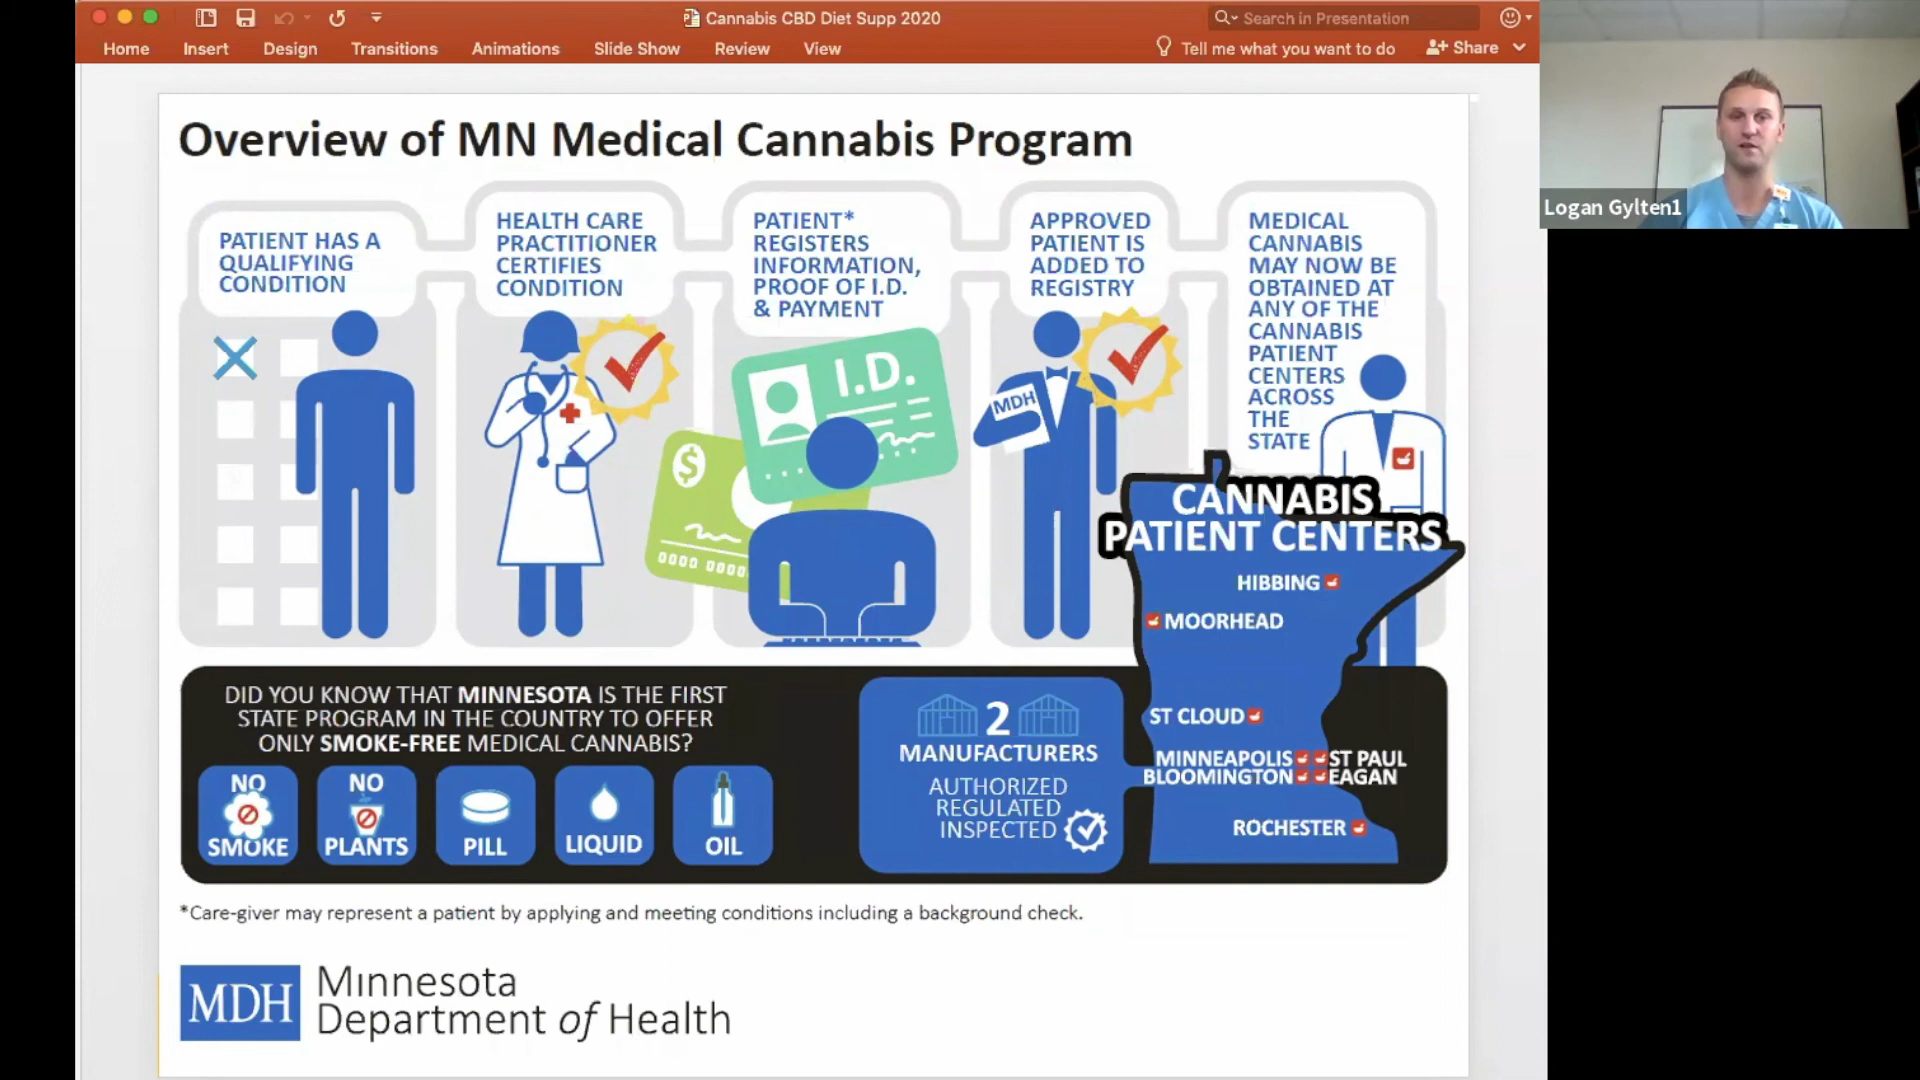 Cannabis CBD Diet Supp 2020
Search in Presentation
Home Insert Design Transitions Animations Slide Show Review View
Tell me what you want to do
Share
Logan Gylten1
Overview of MN Medical Cannabis Program
PATIENT HAS A
QUALIFYING
CONDITION
HEALTH CARE
PRACTITIONER
CERTIFIES
CONDITION
PATIENT*
REGISTERS
INFORMATION,
PROOF OF I.D.
& PAYMENT
APPROVED
PATIENT IS
ADDED TO
REGISTRY
MEDICAL
CANNABIS
MAY NOW BE
OBTAINED AT
ANY OF THE
CANNABIS
PATIENT
CENTERS
ACROSS
THE
STATE
I.D.
$
0000 0000
MDH
CANNABIS
PATIENT CENTERS
HIBBING
MOORHEAD
ST CLOUD
MINNEAPOLIS ST PAUL
BLOOMINGTON EAGAN
ROCHESTER
DID YOU KNOW THAT MINNESOTA IS THE FIRST
STATE PROGRAM IN THE COUNTRY TO OFFER
ONLY SMOKE-FREE MEDICAL CANNABIS?
NO
SMOKE
NO
PLANTS
PILL
LIQUID
OIL
2
MANUFACTURERS
AUTHORIZED
REGULATED
INSPECTED
*Care-giver may represent a patient by applying and meeting conditions including a background check.
MDH
Minnesota
Department of Health